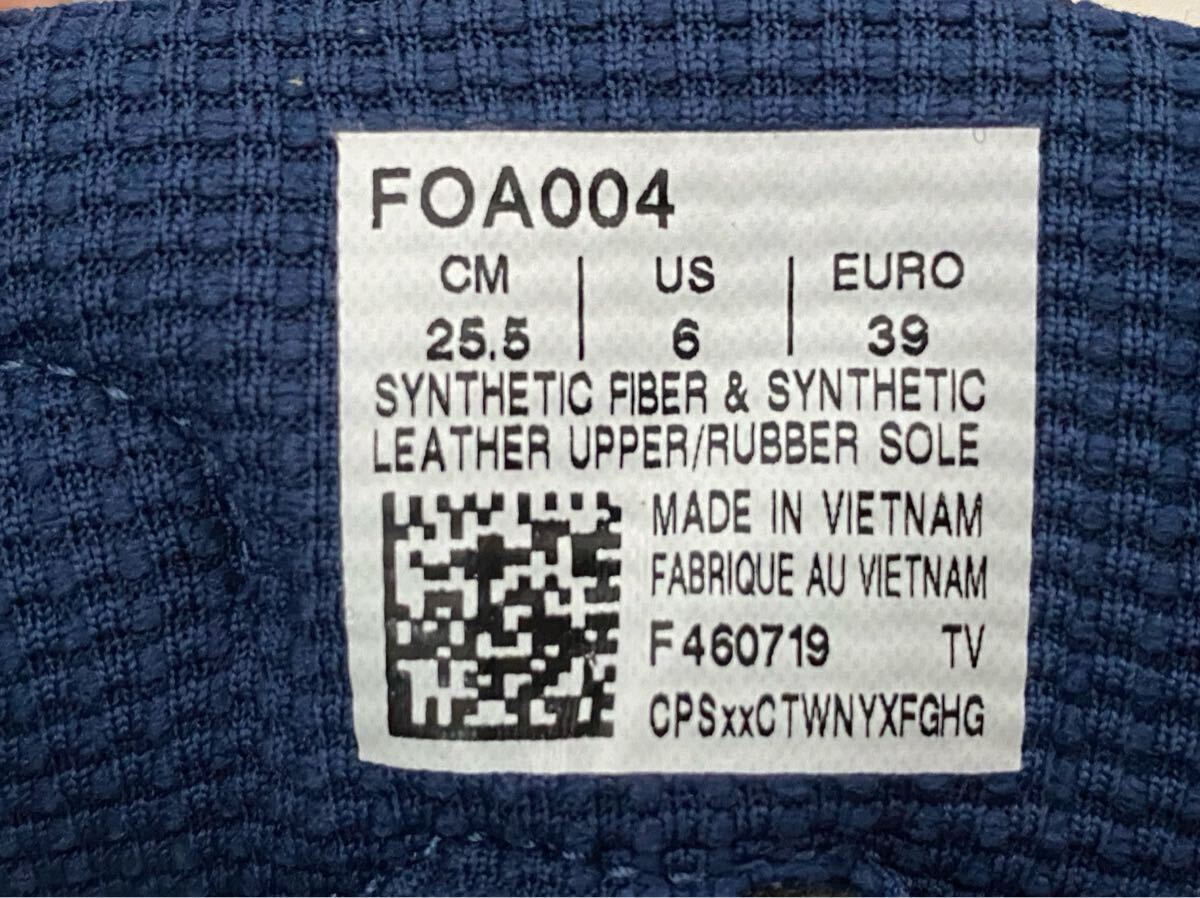 FOA004
CM | US | EURO
25.5 | 6 | 39
SYNTHETIC FIBER & SYNTHETIC
LEATHER UPPER/RUBBER SOLE
MADE IN VIETNAM
FABRIQUE AU VIETNAM
F460719 TV
CPSxxCTWNYXFGHG